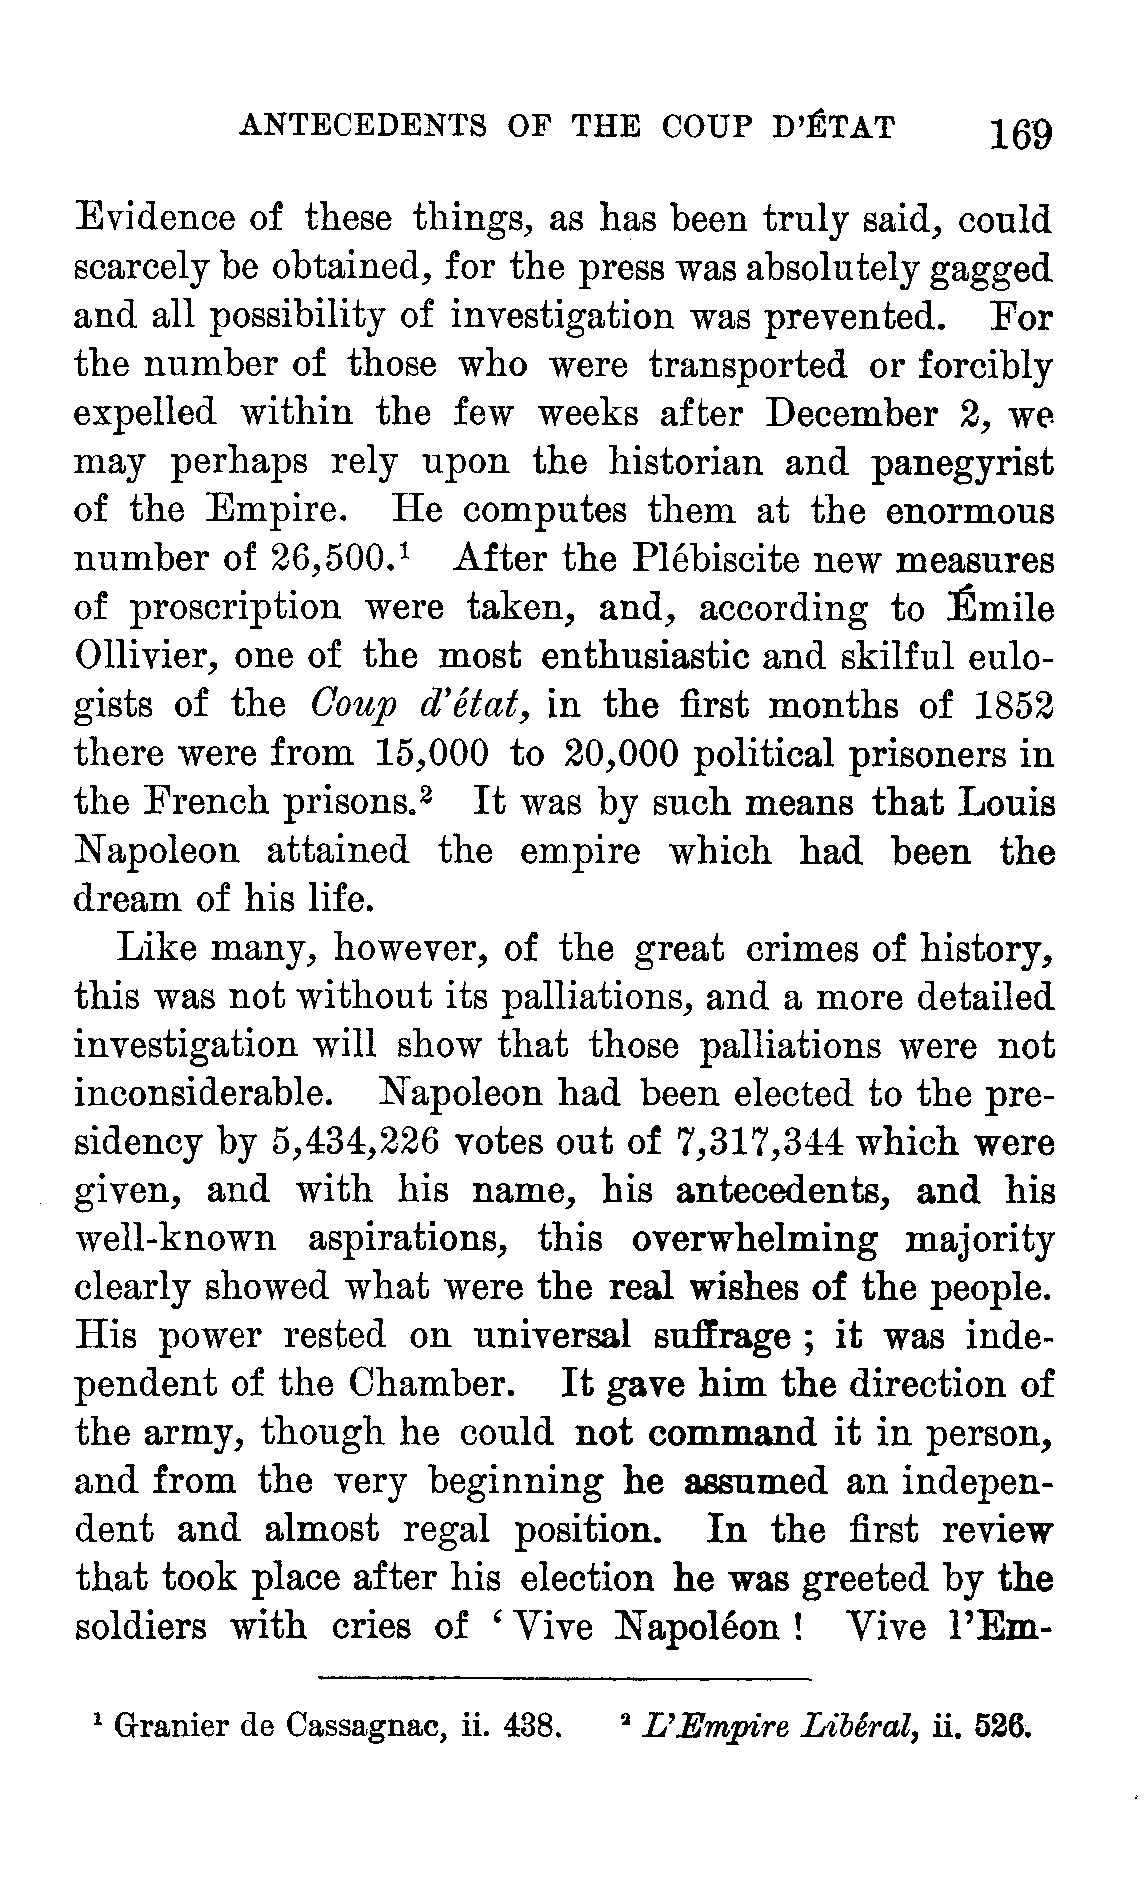 ANTECEDENTS OF THE COUP D'ÉTAT 169
Evidence of these things, as has been truly said, could
scarcely be obtained, for the press was absolutely gagged
and all possibility of investigation was prevented. For
the number of those who were transported or forcibly
expelled within the few weeks after December 2, we
may perhaps rely upon the historian and panegyrist
of the Empire. He computes them at the enormous
number of 26,500.¹ After the Plébiscite new measures
of proscription were taken, and, according to Émile
Ollivier, one of the most enthusiastic and skilful eulo-
gists of the Coup d'état, in the first months of 1852
there were from 15,000 to 20,000 political prisoners in
the French prisons.² It was by such means that Louis
Napoleon attained the empire which had been the
dream of his life.
Like many, however, of the great crimes of history,
this was not without its palliations, and a more detailed
investigation will show that those palliations were not
inconsiderable. Napoleon had been elected to the pre-
sidency by 5,434,226 votes out of 7,317,344 which were
given, and with his name, his antecedents, and his
well-known aspirations, this overwhelming majority
clearly showed what were the real wishes of the people.
His power rested on universal suffrage ; it was inde-
pendent of the Chamber. It gave him the direction of
the army, though he could not command it in person,
and from the very beginning he assumed an indepen-
dent and almost regal position. In the first review
that took place after his election he was greeted by the
soldiers with cries of ‘ Vive Napoléon ! Vive l'Em-
¹ Granier de Cassagnac, ii. 438. ² L'Empire Libéral, ii. 526.